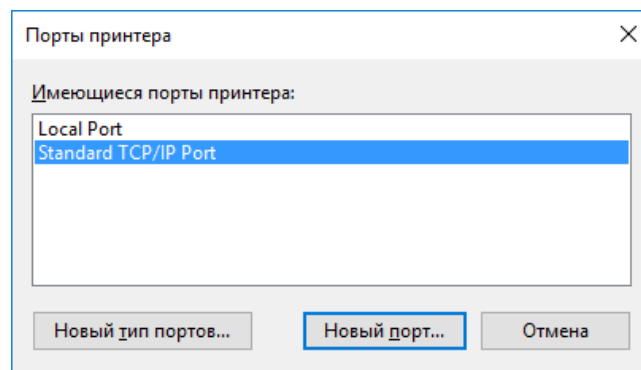 Порты принтера
Имеющиеся порты принтера:
Local Port
Standard TCP/IP Port
Новый тип портов... Новый порт... Отмена